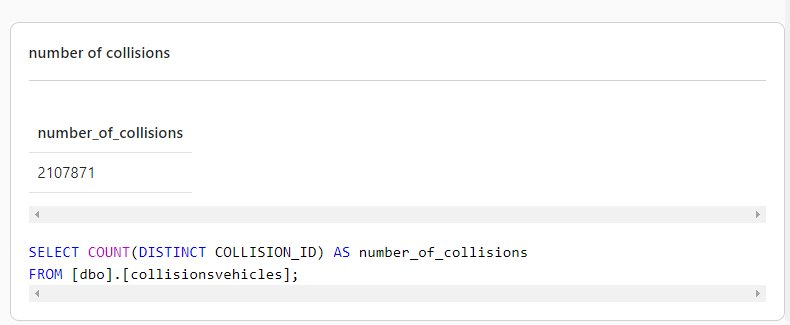 number of collisions
number_of_collisions
2107871
SELECT COUNT(DISTINCT COLLISION_ID) AS number_of_collisions
FROM [dbo].[collisionsvehicles];